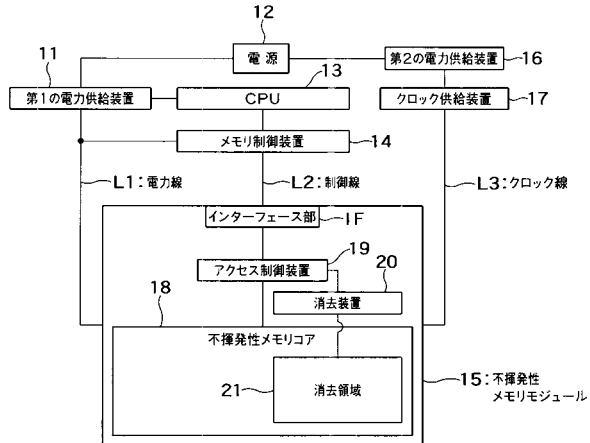 12
電源
11
13
第2の電力供給装置
16
第1の電力供給装置
CPU
クロック供給装置
17
メモリ制御装置
14
L1:電力線
L2:制御線
L3:クロック線
インターフェース部
IF
19
アクセス制御装置
20
18
消去装置
不揮発性メモリコア
21
消去領域
15:不揮発性
メモリモジュール